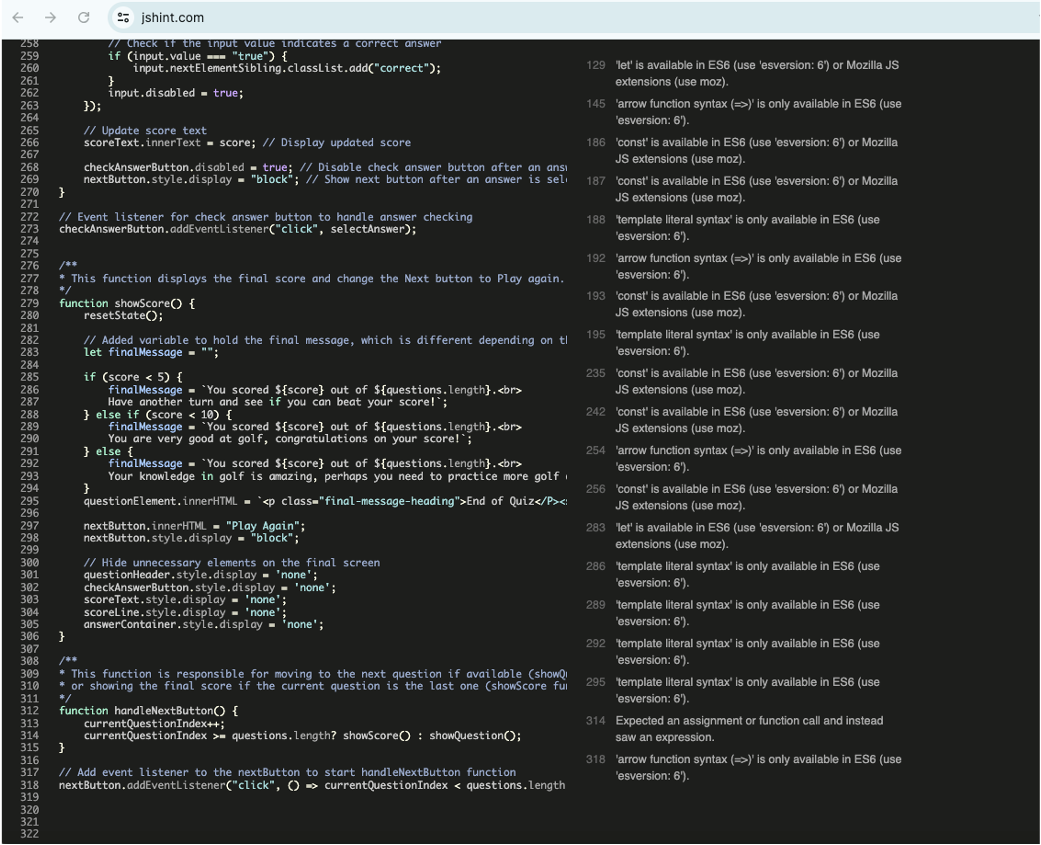 jshint.com
258 // Check if the input value indicates a correct answer
259 if (input.value === "true") {
260 input.nextElementSibling.classList.add("correct");
261 }
262 input.disabled = true;
263 });
264
265 // Update score text
266 scoreText.innerText = score; // Display updated score
267
268 checkAnswerButton.disabled = true; // Disable check answer button after an ans
269 nextButton.style.display = "block"; // Show next button after an answer is sel
270 }
271
272 // Event listener for check answer button to handle answer checking
273 checkAnswerButton.addEventListener("click", selectAnswer);
274
275
276 /**
277 * This function displays the final score and change the Next button to Play again.
278 */
279 function showScore() {
280 resetState();
281
282 // Added variable to hold the final message, which is different depending on t
283 let finalMessage = "";
284
285 if (score < 5) {
286 finalMessage = `You scored ${score} out of ${questions.length}.<br>
287 Have another turn and see if you can beat your score!`;
288 } else if (score < 10) {
289 finalMessage = `You scored ${score} out of ${questions.length}.<br>
290 You are very good at golf, congratulations on your score!`;
291 } else {
292 finalMessage = `You scored ${score} out of ${questions.length}.<br>
293 Your knowledge in golf is amazing, perhaps you need to practice more golf
294 }
295 questionElement.innerHTML = `<p class="final-message-heading">End of Quiz</P><
296
297 nextButton.innerHTML = "Play Again";
298 nextButton.style.display = "block";
299
300 // Hide unnecessary elements on the final screen
301 questionHeader.style.display = 'none';
302 checkAnswerButton.style.display = 'none';
303 scoreText.style.display = 'none';
304 scoreLine.style.display = 'none';
305 answerContainer.style.display = 'none';
306 }
307
308 /**
309 * This function is responsible for moving to the next question if available (showQu
310 * or showing the final score if the current question is the last one (showScore fu
311 */
312 function handleNextButton() {
313 currentQuestionIndex++;
314 currentQuestionIndex >= questions.length? showScore() : showQuestion();
315 }
316
317 // Add event listener to the nextButton to start handleNextButton function
318 nextButton.addEventListener("click", () => currentQuestionIndex < questions.length
319
320
321
322
129 'let' is available in ES6 (use 'esversion: 6') or Mozilla JS
extensions (use moz).
145 'arrow function syntax (=>)' is only available in ES6 (use
'esversion: 6').
186 'const' is available in ES6 (use 'esversion: 6') or Mozilla
JS extensions (use moz).
187 'const' is available in ES6 (use 'esversion: 6') or Mozilla
JS extensions (use moz).
188 'template literal syntax' is only available in ES6 (use
'esversion: 6').
192 'arrow function syntax (=>)' is only available in ES6 (use
'esversion: 6').
193 'const' is available in ES6 (use 'esversion: 6') or Mozilla
JS extensions (use moz).
195 'template literal syntax' is only available in ES6 (use
'esversion: 6').
235 'const' is available in ES6 (use 'esversion: 6') or Mozilla
JS extensions (use moz).
242 'const' is available in ES6 (use 'esversion: 6') or Mozilla
JS extensions (use moz).
254 'arrow function syntax (=>)' is only available in ES6 (use
'esversion: 6').
256 'const' is available in ES6 (use 'esversion: 6') or Mozilla
JS extensions (use moz).
283 'let' is available in ES6 (use 'esversion: 6') or Mozilla JS
extensions (use moz).
286 'template literal syntax' is only available in ES6 (use
'esversion: 6').
289 'template literal syntax' is only available in ES6 (use
'esversion: 6').
292 'template literal syntax' is only available in ES6 (use
'esversion: 6').
295 'template literal syntax' is only available in ES6 (use
'esversion: 6').
314 Expected an assignment or function call and instead
saw an expression.
318 'arrow function syntax (=>)' is only available in ES6 (use
'esversion: 6').